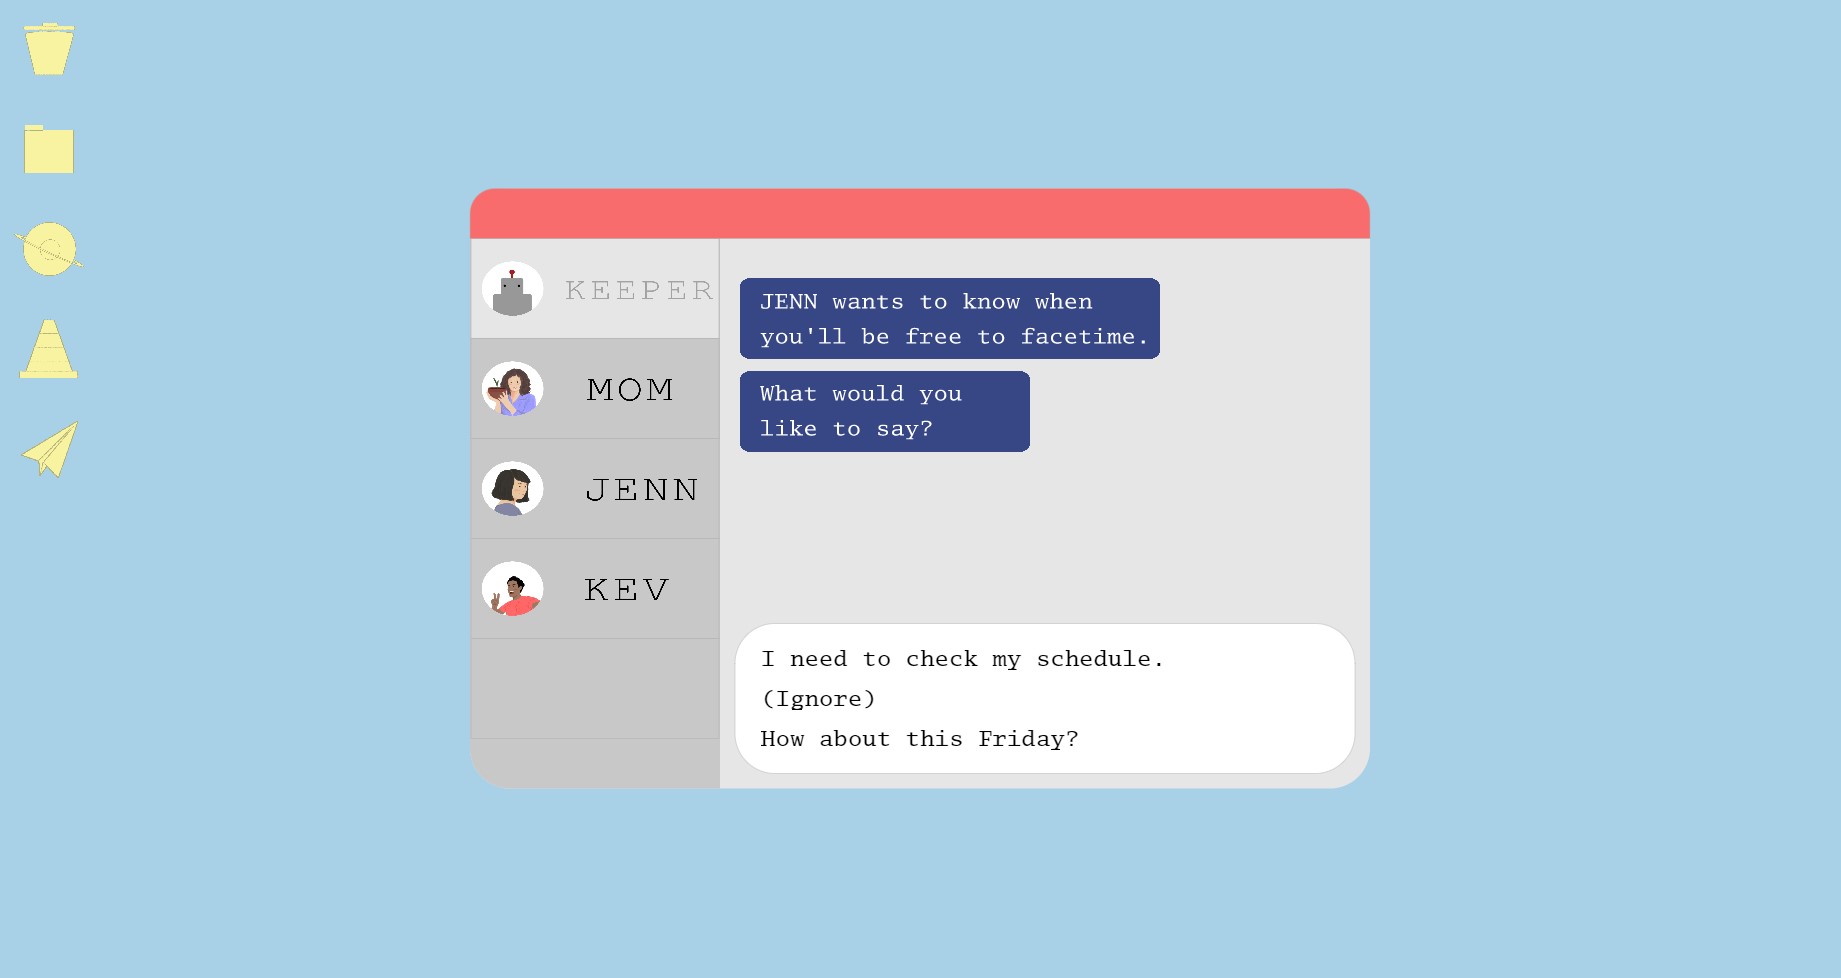 KEEPER
MOM
JENN
KEV
JENN wants to know when
you'll be free to facetime.
What would you
like to say?
I need to check my schedule.
(Ignore)
How about this Friday?